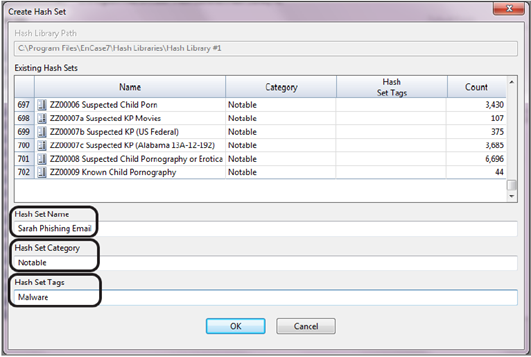 Create Hash Set
Hash Library Path
C:\Program Files\EnCase7\Hash Libraries\Hash Library #1
Existing Hash Sets
Name Category Hash Set Tags Count
697 ZZ00006 Suspected Child Porn Notable 3,430
698 ZZ00007a Suspected KP Movies Notable 107
699 ZZ00007b Suspected KP (US Federal) Notable 375
700 ZZ00007c Suspected KP (Alabama 13A-12-192) Notable 3,685
701 ZZ00008 Suspected Child Pornography or Erotica Notable 6,696
702 ZZ00009 Known Child Pornography Notable 44
Hash Set Name
Sarah Phishing Email
Hash Set Category
Notable
Hash Set Tags
Malware
OK Cancel